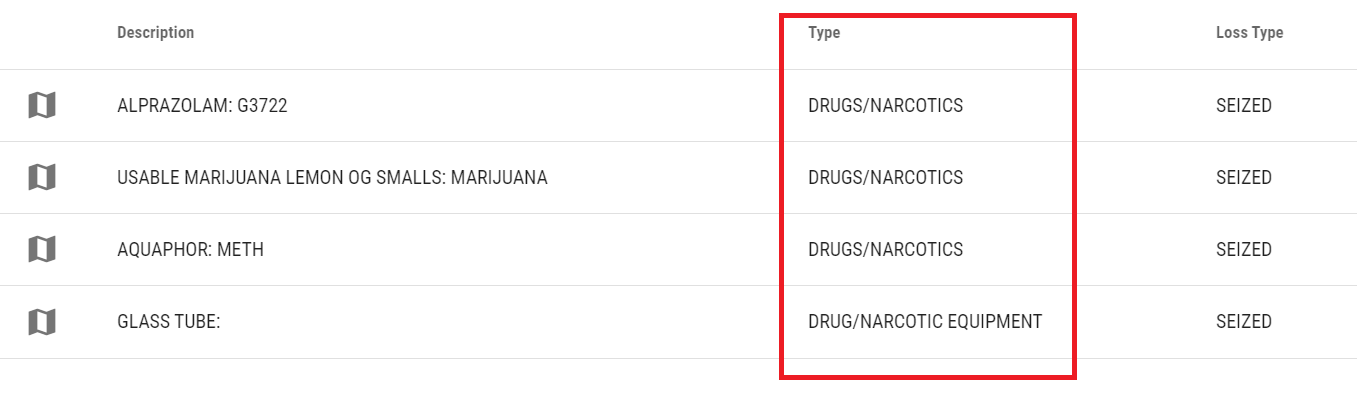 Description Type Loss Type
ALPRAZOLAM: G3722 DRUGS/NARCOTICS SEIZED
USABLE MARIJUANA LEMON OG SMALLS: MARIJUANA DRUGS/NARCOTICS SEIZED
AQUAPHOR: METH DRUGS/NARCOTICS SEIZED
GLASS TUBE: DRUG/NARCOTIC EQUIPMENT SEIZED